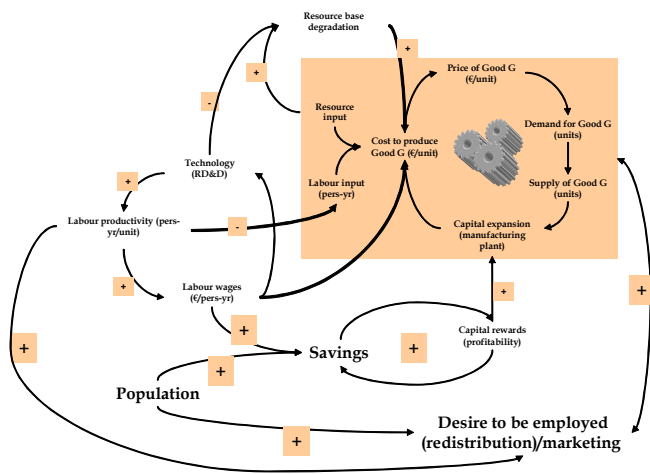 Resource base
degradation
+
Price of Good G
(€/unit)
-
+
Resource
input
Demand for Good G
(units)
Cost to produce
Good G (€/unit)
Technology
(RD&D)
+
Labour input
(pers-yr)
Supply of Good G
(units)
Labour productivity (pers-
yr/unit)
-
Capital expansion
(manufacturing
plant)
+
Labour wages
(€/pers-yr)
+
+
+
Capital rewards
(profitability)
+
Savings
+
+
+
Population
Desire to be employed
(redistribution)/marketing
+